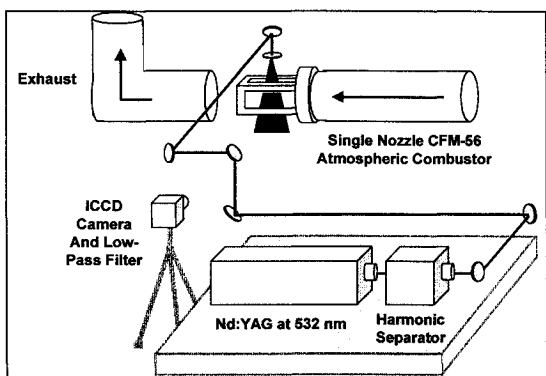 Exhaust
Single Nozzle CFM-56
Atmospheric Combustor
ICCD
Camera
And Low-
Pass Filter
Nd:YAG at 532 nm
Harmonic
Separator